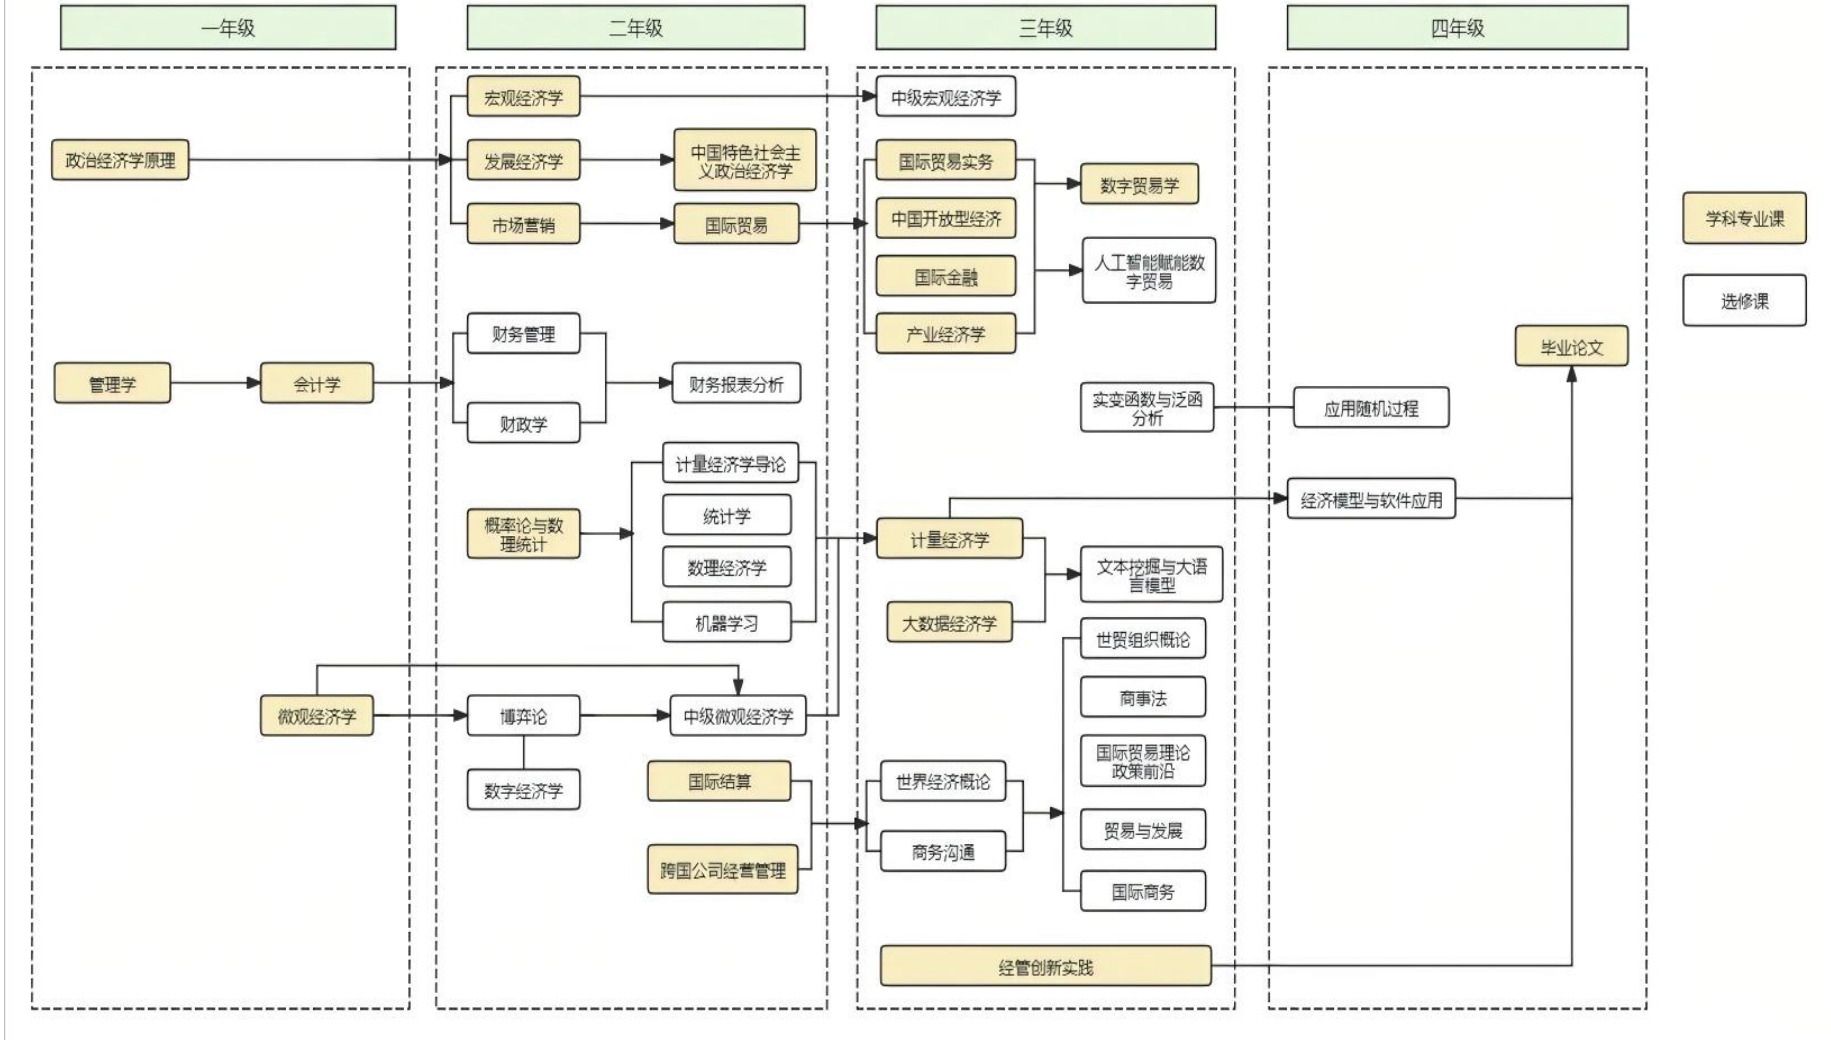 一年级
二年级
三年级
四年级
政治经济学原理
管理学
会计学
微观经济学
宏观经济学
发展经济学
中国特色社会主
义政治经济学
市场营销
国际贸易
财务管理
财政学
财务报表分析
概率论与数
理统计
计量经济学导论
统计学
数理经济学
机器学习
博弈论
中级微观经济学
数字经济学
国际结算
跨国公司经营管理
中级宏观经济学
国际贸易实务
中国开放型经济
国际金融
产业经济学
数字贸易学
人工智能赋能数
字贸易
实变函数与泛函
分析
计量经济学
大数据经济学
文本挖掘与大语
言模型
世界经济概论
商务沟通
世贸组织概论
商事法
国际贸易理论
政策前沿
贸易与发展
国际商务
经管创新实践
毕业论文
应用随机过程
经济模型与软件应用
学科专业课
选修课